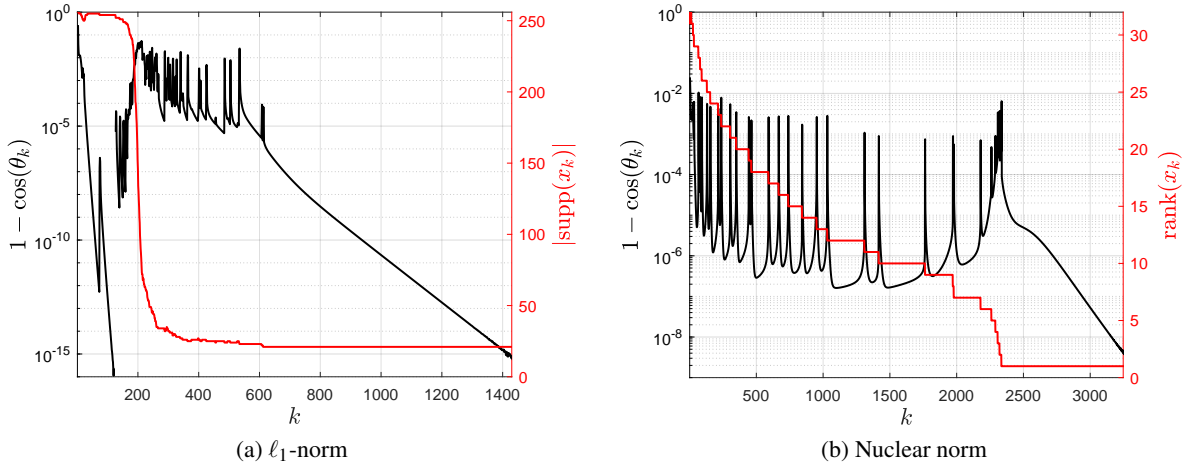 10^0
10^-5
10^-10
10^-15
1 − cos(θ_k)
200 400 600 800 1000 1200 1400
k
250
200
150
100
50
0
|supp(x_k)|
(a) ℓ_1-norm
10^0
10^-2
10^-4
10^-6
10^-8
1 − cos(θ_k)
500 1000 1500 2000 2500 3000
k
30
25
20
15
10
5
0
rank(x_k)
(b) Nuclear norm